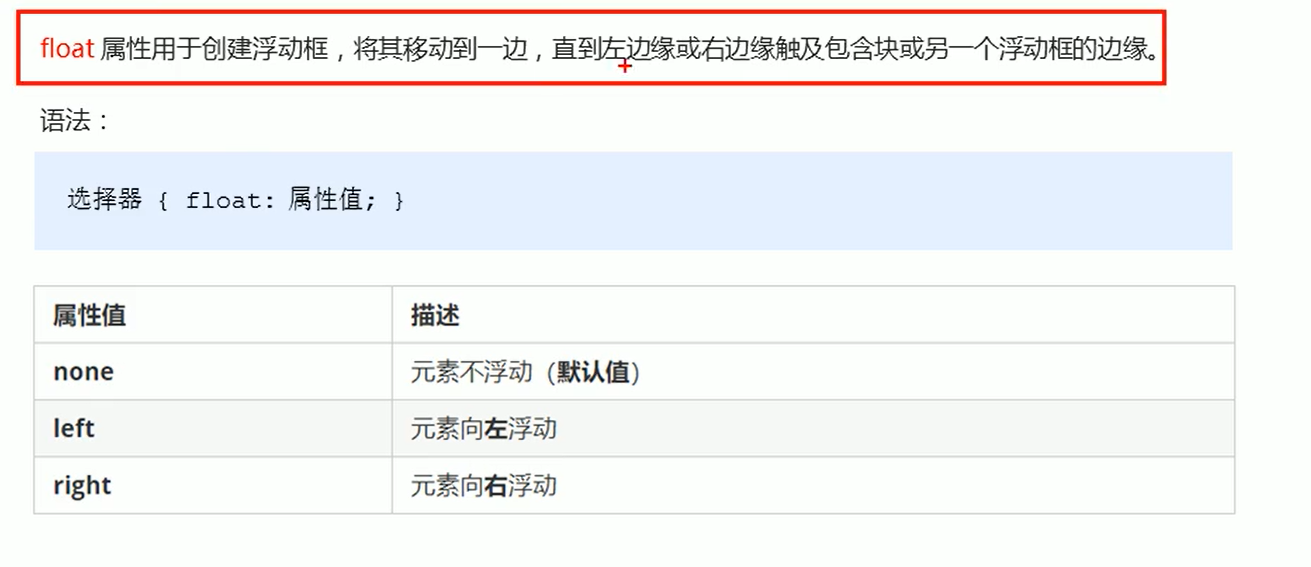 float 属性用于创建浮动框，将其移动到一边，直到左边缘或右边缘触及包含块或另一个浮动框的边缘。
语法：
选择器 { float: 属性值; }
属性值 描述
none 元素不浮动（默认值）
left 元素向左浮动
right 元素向右浮动